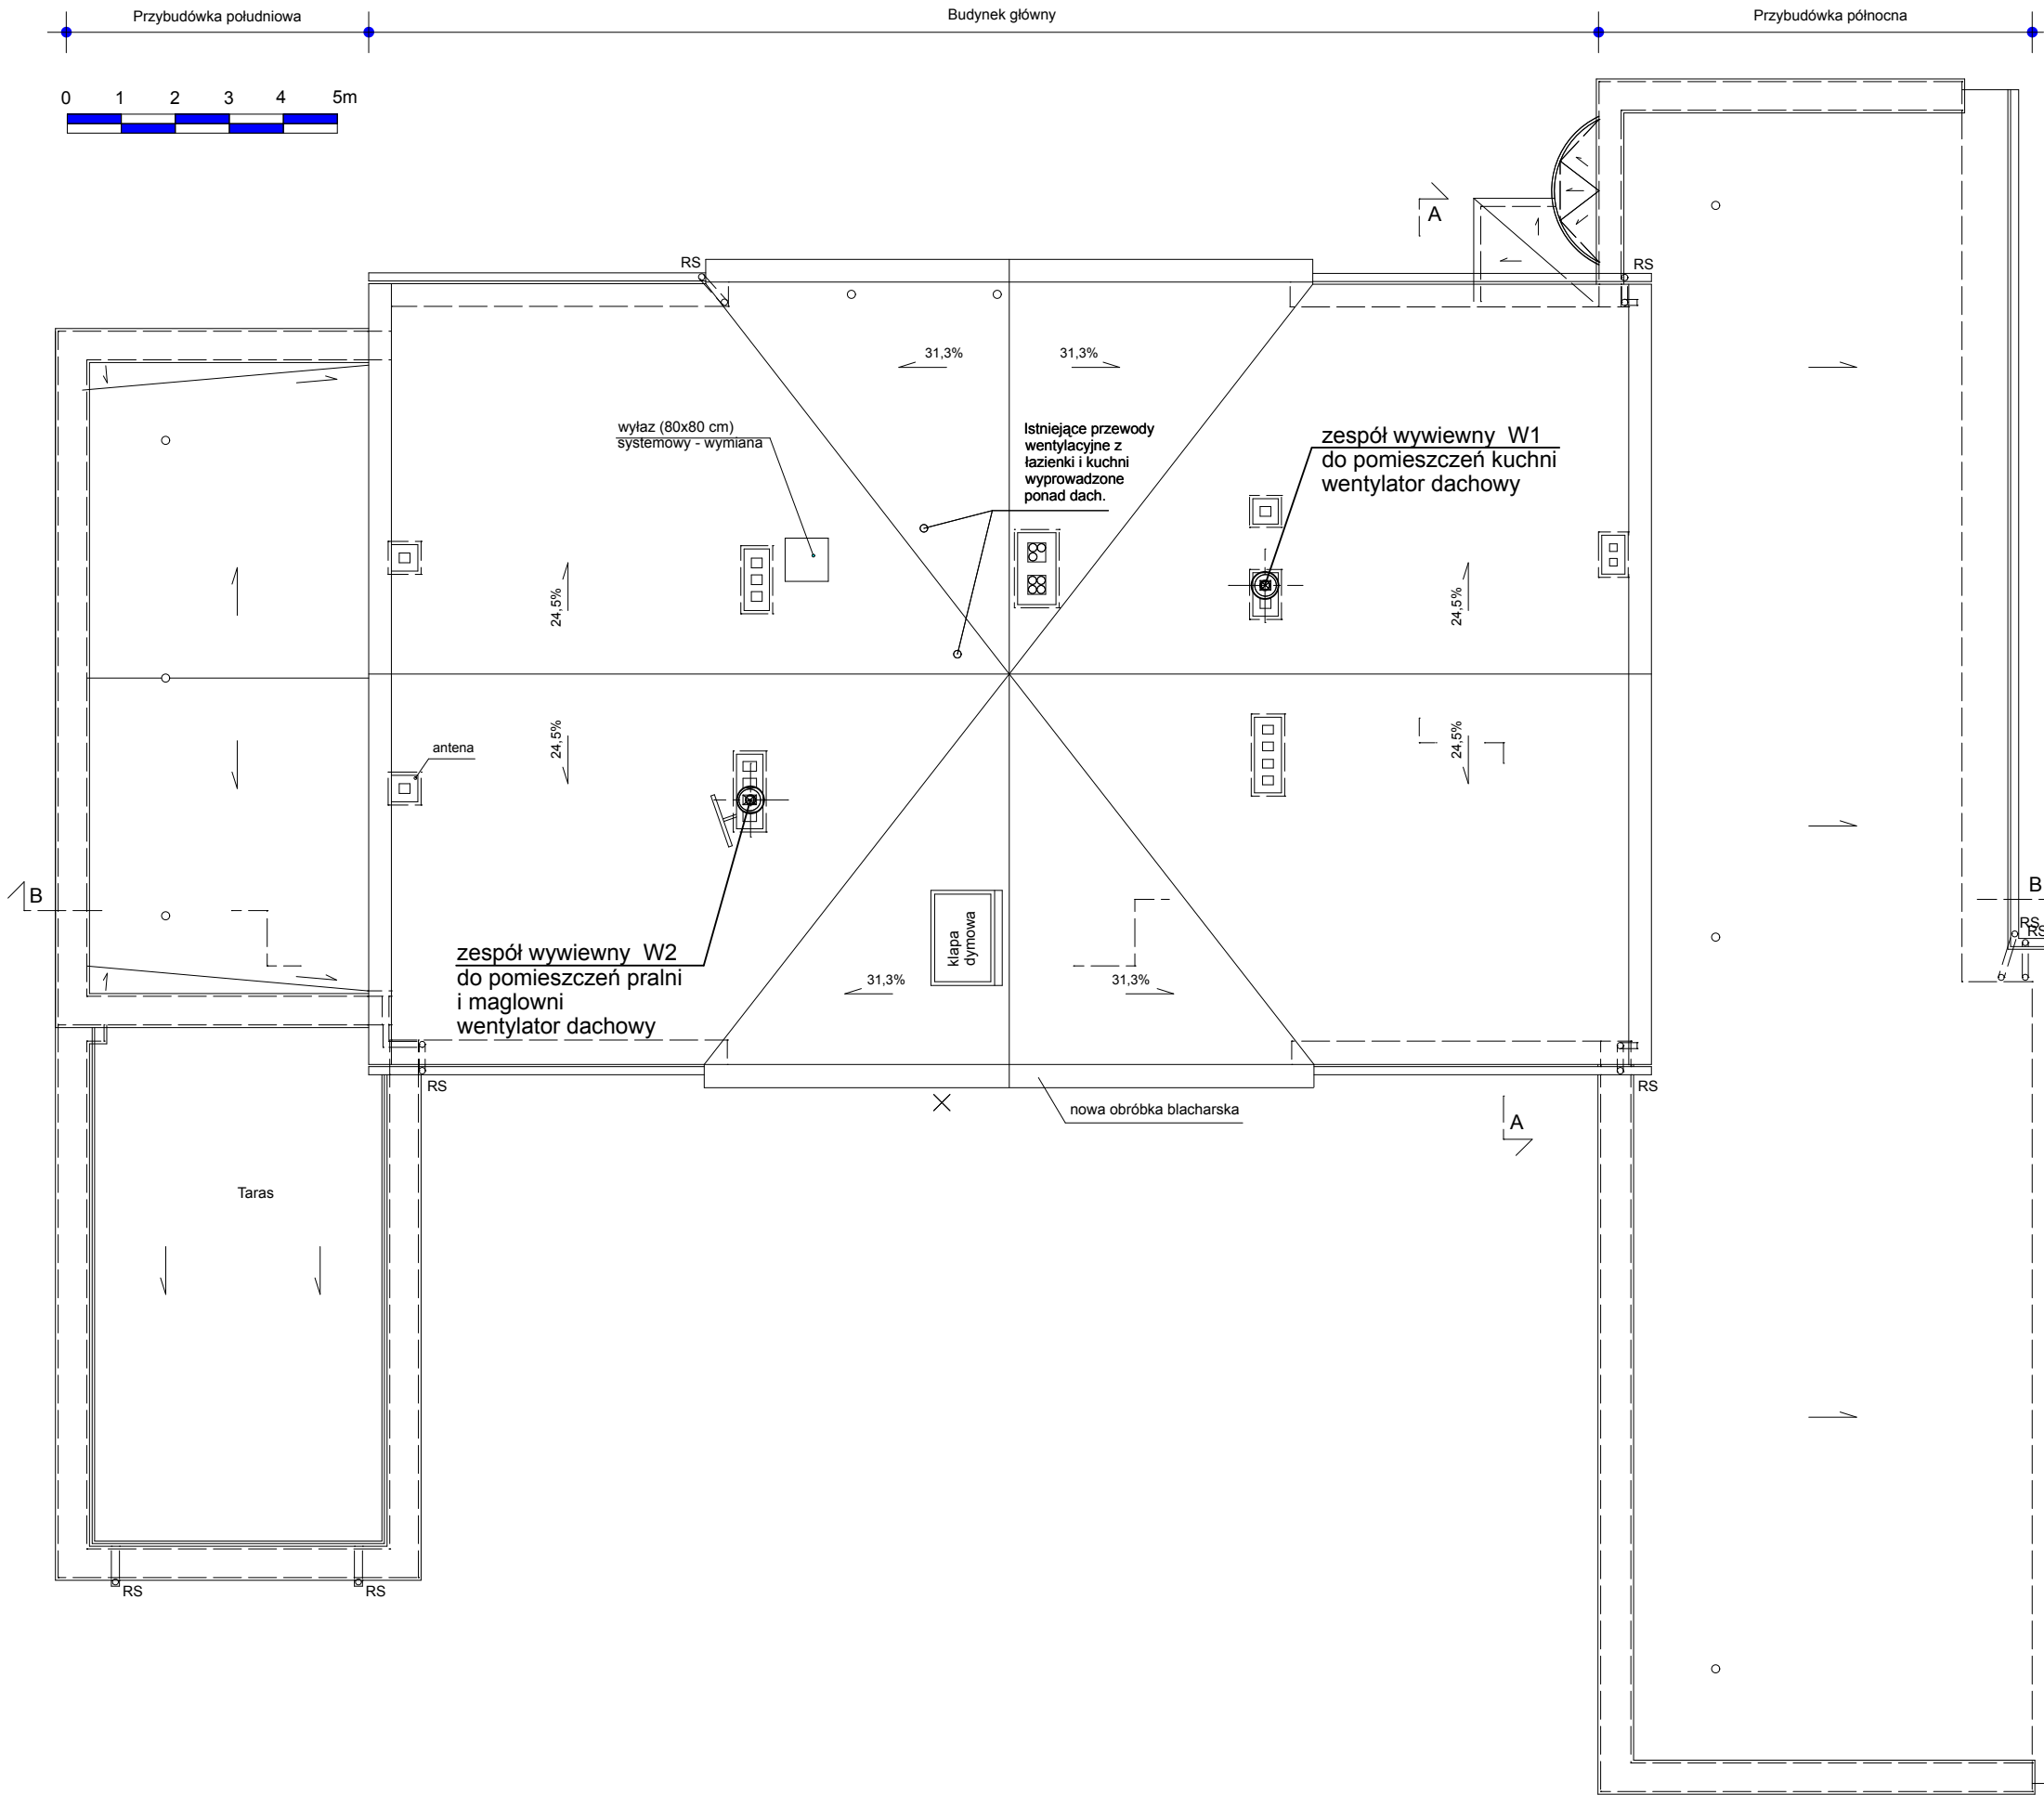 Przybudówka południowa
Budynek główny
Przybudówka północna
0 1 2 3 4 5m
A
RS
RS
31,3%
31,3%
wyłaz (80x80 cm)
systemowy - wymiana
Istniejące przewody
wentylacyjne z
łazienki i kuchni
wyprowadzone
ponad dach.
zespół wywiewny W1
do pomieszczeń kuchni
wentylator dachowy
24,5%
24,5%
24,5%
24,5%
antena
B
B
RS
RS
klapa
dymowa
zespół wywiewny W2
do pomieszczeń pralni
i maglowni
wentylator dachowy
31,3%
31,3%
RS
RS
nowa obróbka blacharska
A
Taras
RS
RS